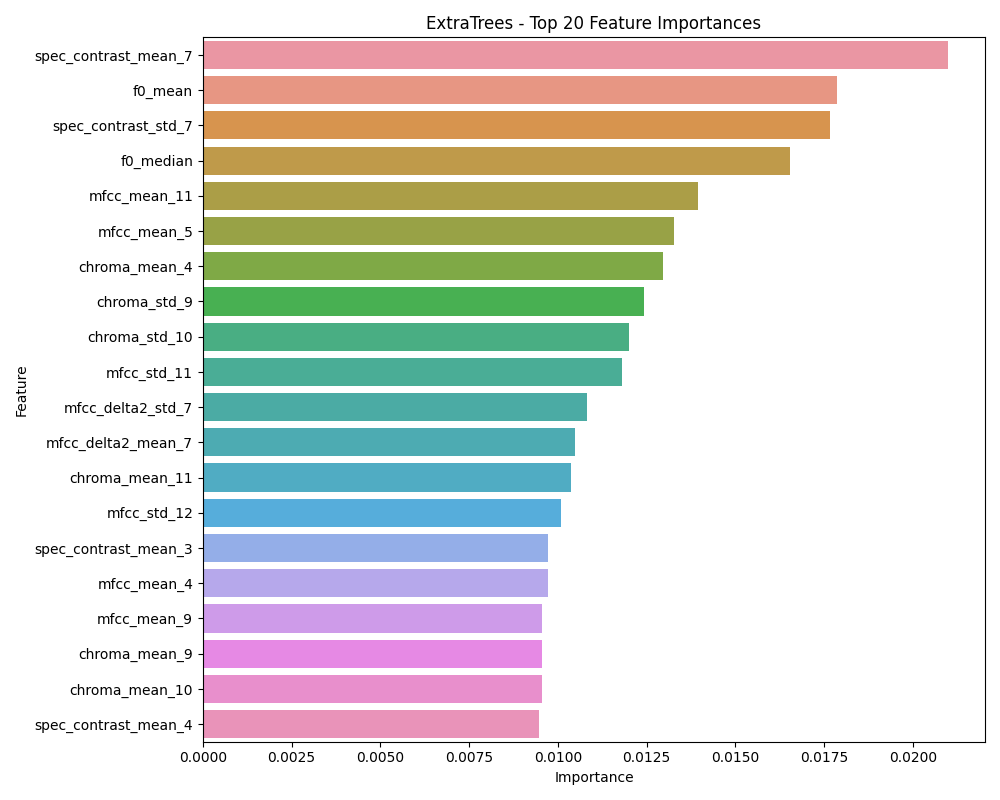 ExtraTrees - Top 20 Feature Importances
spec_contrast_mean_7
f0_mean
spec_contrast_std_7
f0_median
mfcc_mean_11
mfcc_mean_5
chroma_mean_4
chroma_std_9
chroma_std_10
mfcc_std_11
mfcc_delta2_std_7
mfcc_delta2_mean_7
chroma_mean_11
mfcc_std_12
spec_contrast_mean_3
mfcc_mean_4
mfcc_mean_9
chroma_mean_9
chroma_mean_10
spec_contrast_mean_4
Feature
0.0000 0.0025 0.0050 0.0075 0.0100 0.0125 0.0150 0.0175 0.0200
Importance